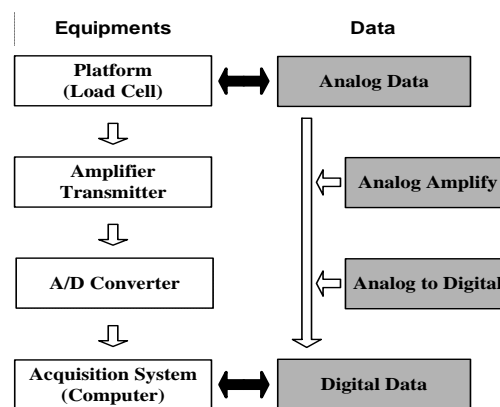 Equipments
Data
Platform
(Load Cell)
Analog Data
Amplifier
Transmitter
Analog Amplify
A/D Converter
Analog to Digital
Acquisition System
(Computer)
Digital Data